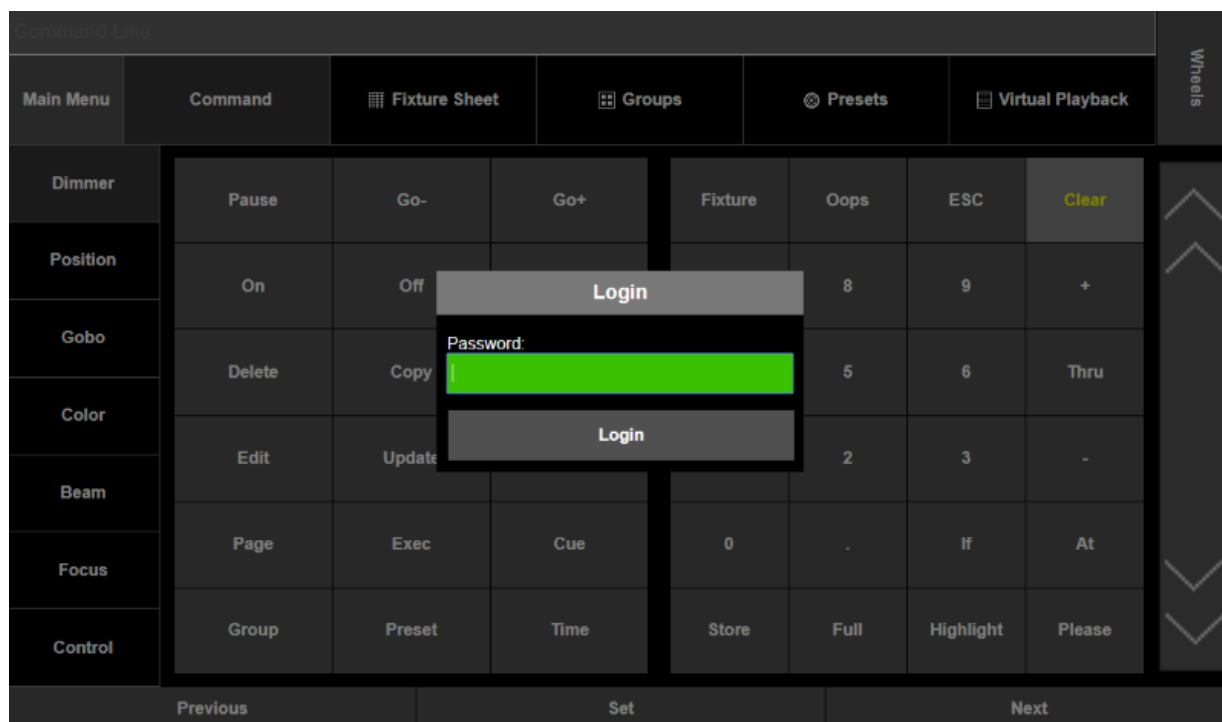 Command Line
Wheels
Main Menu Command Fixture Sheet Groups Presets Virtual Playback
Dimmer Pause Go- Go+ Fixture Oops ESC Clear
Position On Off 8 9 +
Login
Gobo
Password:
Delete Copy 5 6 Thru
Color
Login
Edit Update 2 3 -
Beam
Page Exec Cue 0 . If At
Focus
Group Preset Time Store Full Highlight Please
Control
Previous Set Next